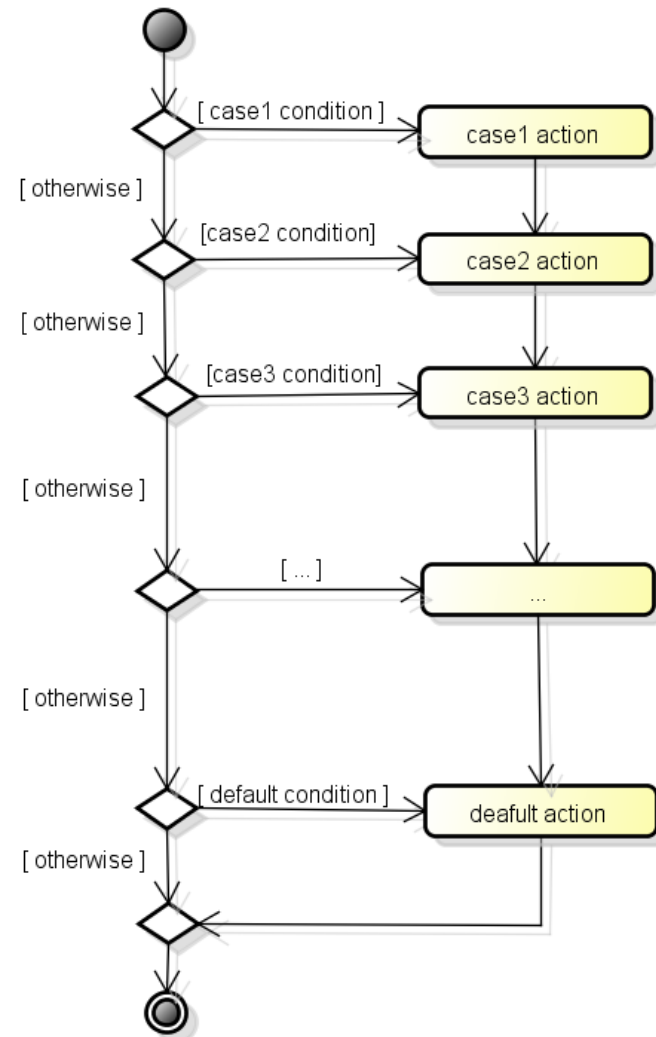 [ case1 condition ]
case1 action
[ otherwise ]
[case2 condition]
case2 action
[ otherwise ]
[case3 condition]
case3 action
[ otherwise ]
[ ... ]
...
[ otherwise ]
[ default condition ]
deafult action
[ otherwise ]